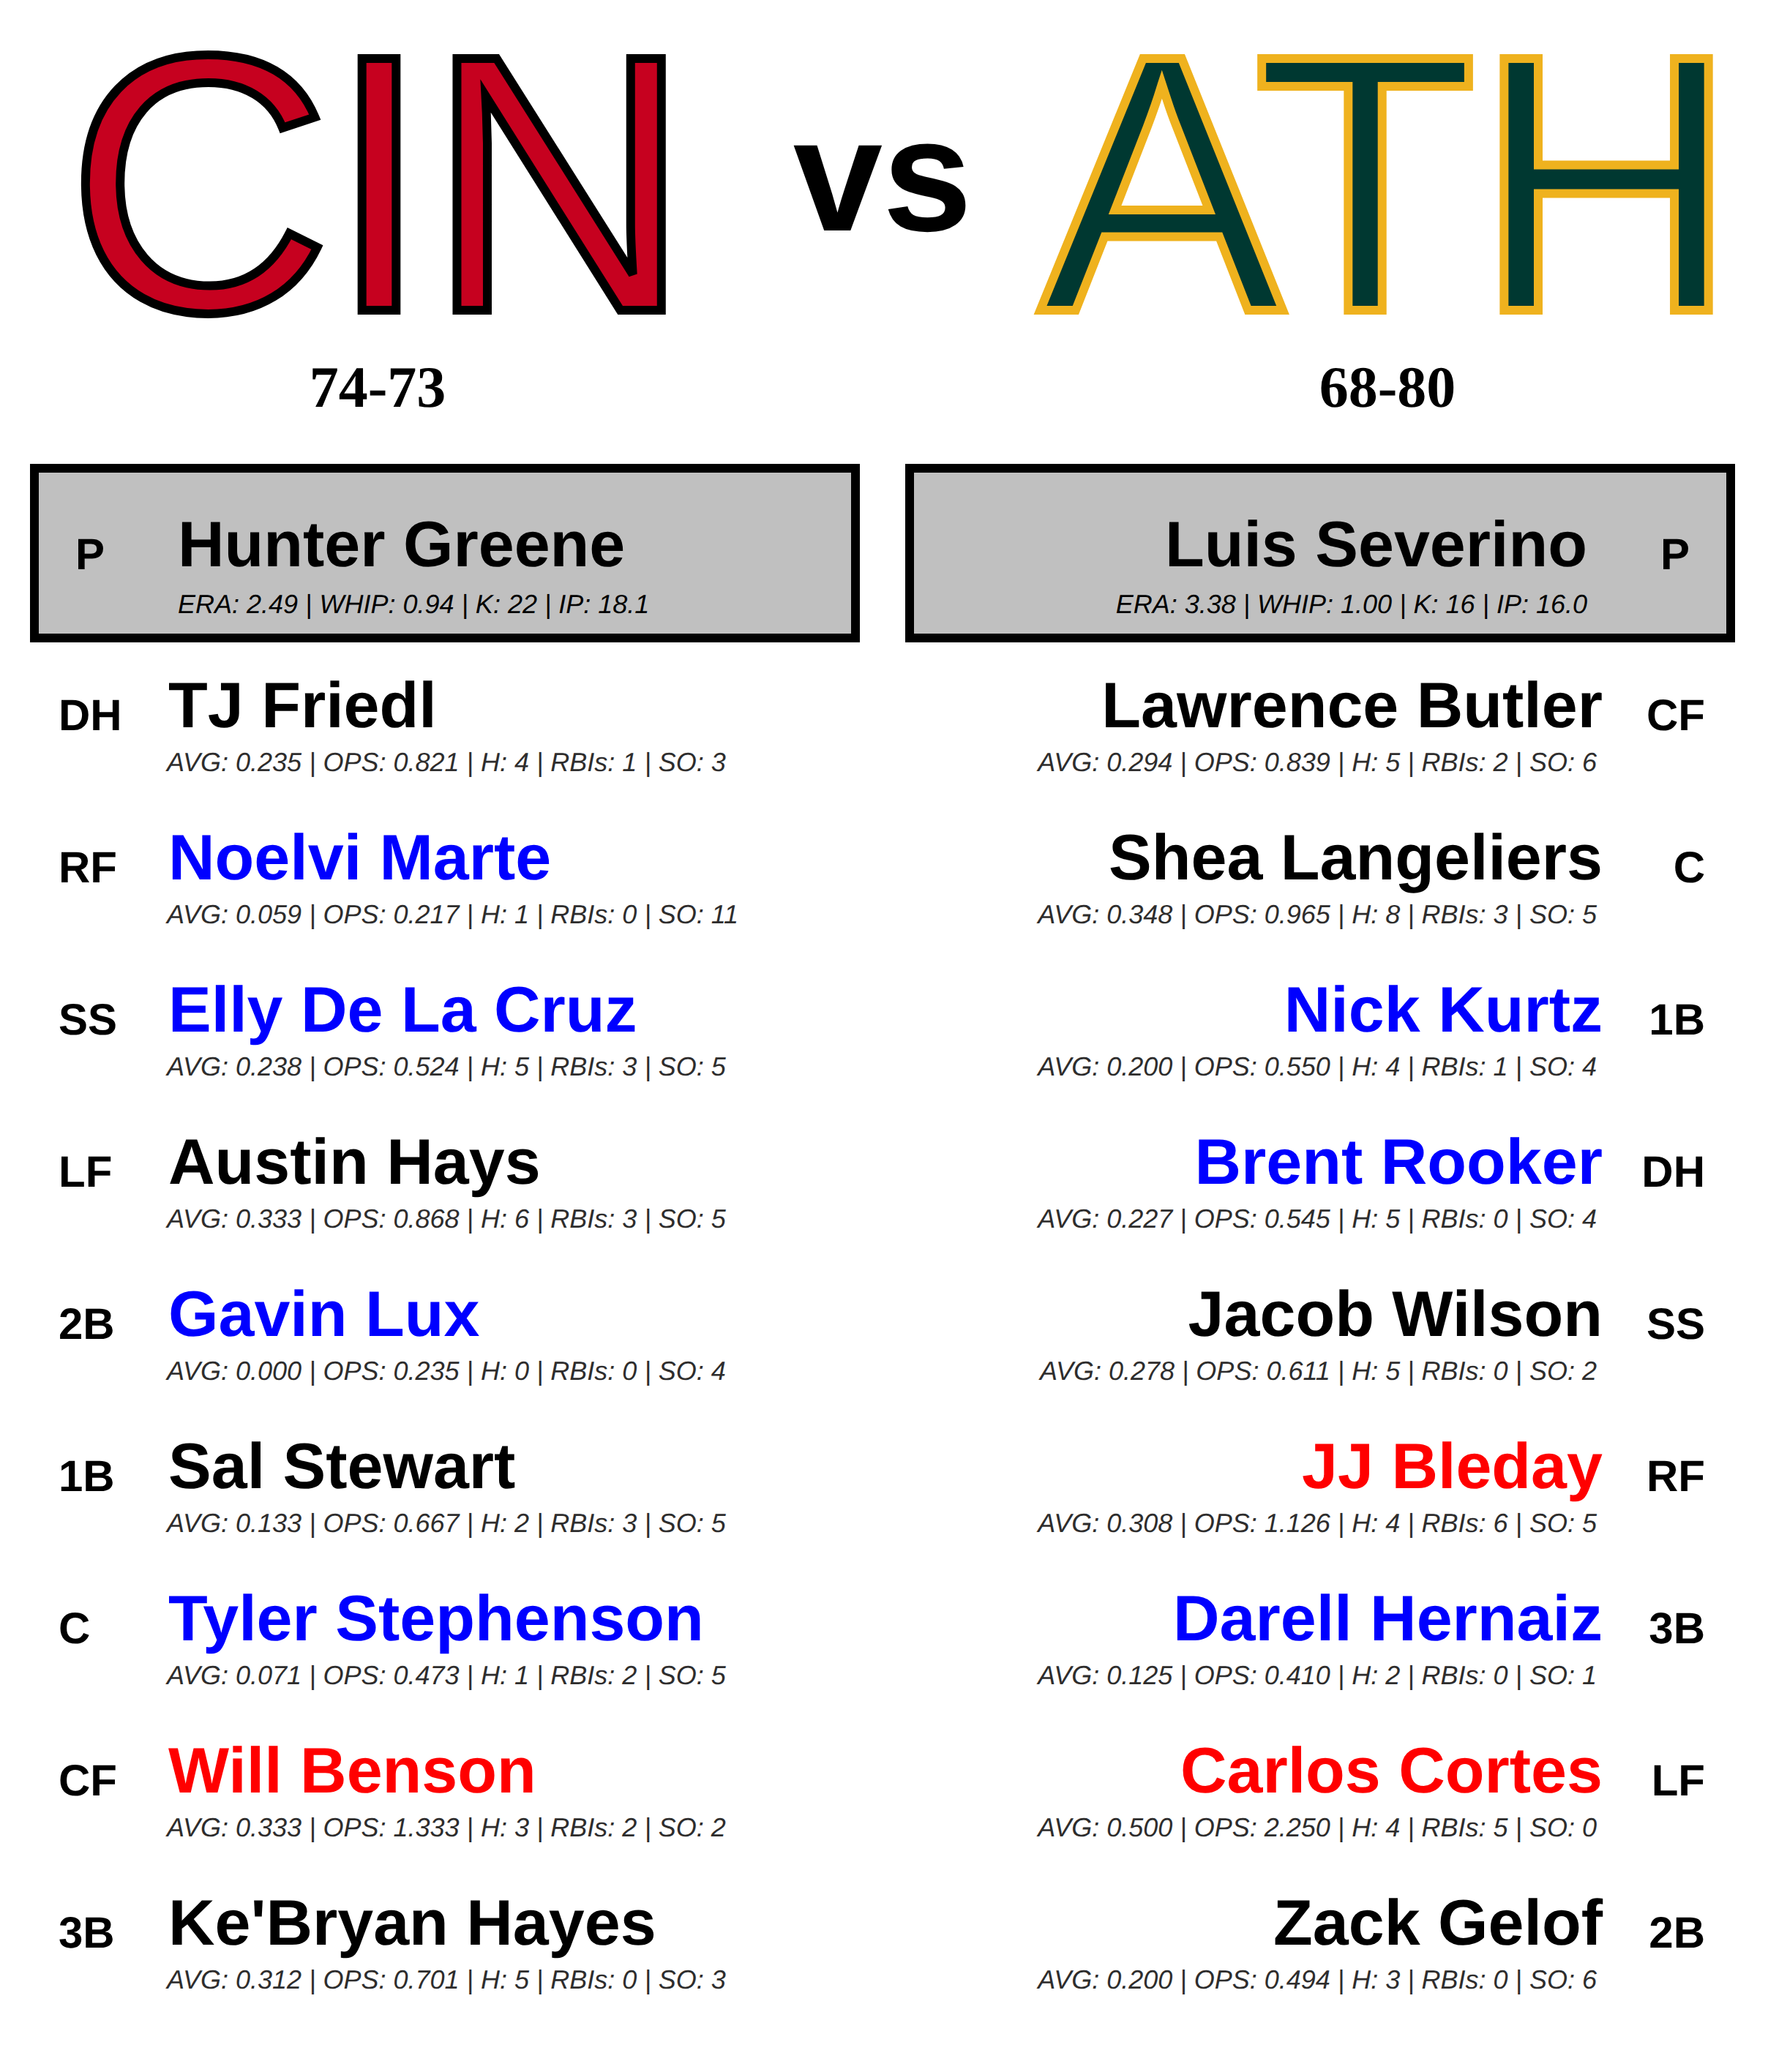 CIN vs ATH
74-73
68-80
P Hunter Greene
ERA: 2.49 | WHIP: 0.94 | K: 22 | IP: 18.1
Luis Severino P
ERA: 3.38 | WHIP: 1.00 | K: 16 | IP: 16.0
DH TJ Friedl
AVG: 0.235 | OPS: 0.821 | H: 4 | RBIs: 1 | SO: 3
RF Noelvi Marte
AVG: 0.059 | OPS: 0.217 | H: 1 | RBIs: 0 | SO: 11
SS Elly De La Cruz
AVG: 0.238 | OPS: 0.524 | H: 5 | RBIs: 3 | SO: 5
LF Austin Hays
AVG: 0.333 | OPS: 0.868 | H: 6 | RBIs: 3 | SO: 5
2B Gavin Lux
AVG: 0.000 | OPS: 0.235 | H: 0 | RBIs: 0 | SO: 4
1B Sal Stewart
AVG: 0.133 | OPS: 0.667 | H: 2 | RBIs: 3 | SO: 5
C Tyler Stephenson
AVG: 0.071 | OPS: 0.473 | H: 1 | RBIs: 2 | SO: 5
CF Will Benson
AVG: 0.333 | OPS: 1.333 | H: 3 | RBIs: 2 | SO: 2
3B Ke'Bryan Hayes
AVG: 0.312 | OPS: 0.701 | H: 5 | RBIs: 0 | SO: 3
Lawrence Butler CF
AVG: 0.294 | OPS: 0.839 | H: 5 | RBIs: 2 | SO: 6
Shea Langeliers C
AVG: 0.348 | OPS: 0.965 | H: 8 | RBIs: 3 | SO: 5
Nick Kurtz 1B
AVG: 0.200 | OPS: 0.550 | H: 4 | RBIs: 1 | SO: 4
Brent Rooker DH
AVG: 0.227 | OPS: 0.545 | H: 5 | RBIs: 0 | SO: 4
Jacob Wilson SS
AVG: 0.278 | OPS: 0.611 | H: 5 | RBIs: 0 | SO: 2
JJ Bleday RF
AVG: 0.308 | OPS: 1.126 | H: 4 | RBIs: 6 | SO: 5
Darell Hernaiz 3B
AVG: 0.125 | OPS: 0.410 | H: 2 | RBIs: 0 | SO: 1
Carlos Cortes LF
AVG: 0.500 | OPS: 2.250 | H: 4 | RBIs: 5 | SO: 0
Zack Gelof 2B
AVG: 0.200 | OPS: 0.494 | H: 3 | RBIs: 0 | SO: 6